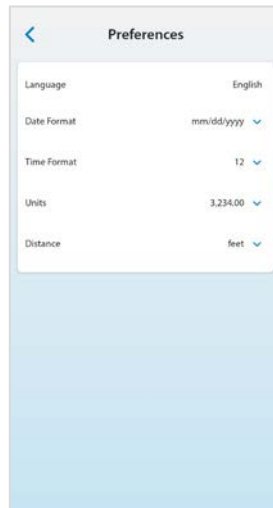 Preferences
Language English
Date Format mm/dd/yyyy
Time Format 12
Units 3,234.00
Distance feet